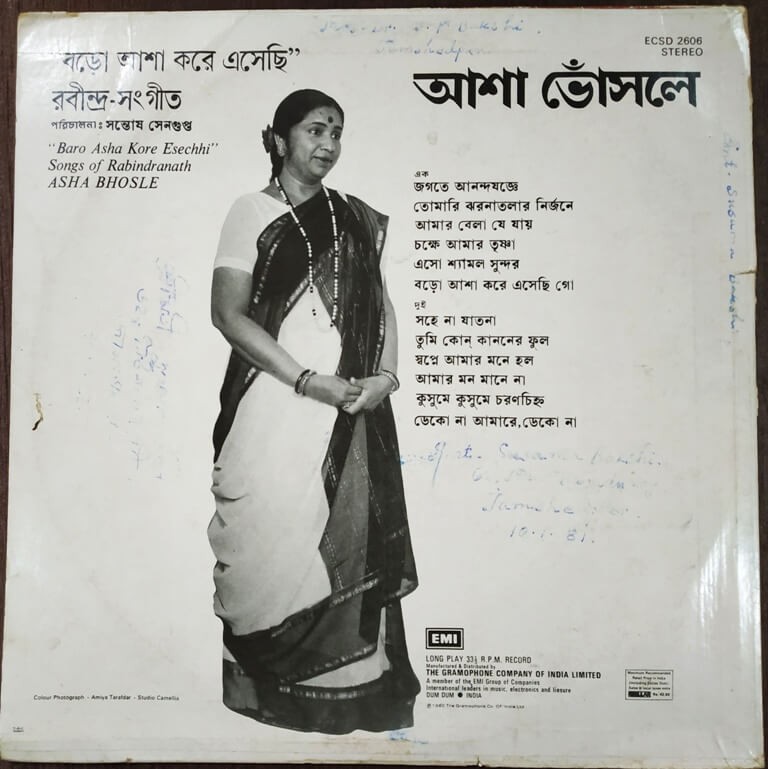 ECSD 2606
STEREO
"বড়ো আশা করে এসেছি"
রবীন্দ্র-সংগীত
পরিচালনা: সন্তোষ সেনগুপ্ত
"Baro Asha Kore Esechhi"
Songs of Rabindranath
ASHA BHOSLE
আশা ভোঁসলে
এক
জগতে আনন্দযজ্ঞে
তোমারি ঝরনাতলার নির্জনে
আমার বেলা যে যায়
চক্ষে আমার তৃষ্ণা
এসো শ্যামল সুন্দর
বড়ো আশা করে এসেছি গো
দুই
সহে না যাতনা
তুমি কোন্ কাননের ফুল
স্বপ্নে আমার মনে হল
আমার মন মানে না
কুসুমে কুসুমে চরণচিহ্ন
ডেকো না আমারে, ডেকো না
10.1.81.
EMI
LONG PLAY 33⅓ R.P.M. RECORD
Manufactured & Distributed by
THE GRAMOPHONE COMPANY OF INDIA LIMITED
A member of the EMI Group of Companies
International leaders in music, electronics and liesure
DUM DUM ● INDIA
Colour Photograph - Amiya Tarafdar - Studio Camellia